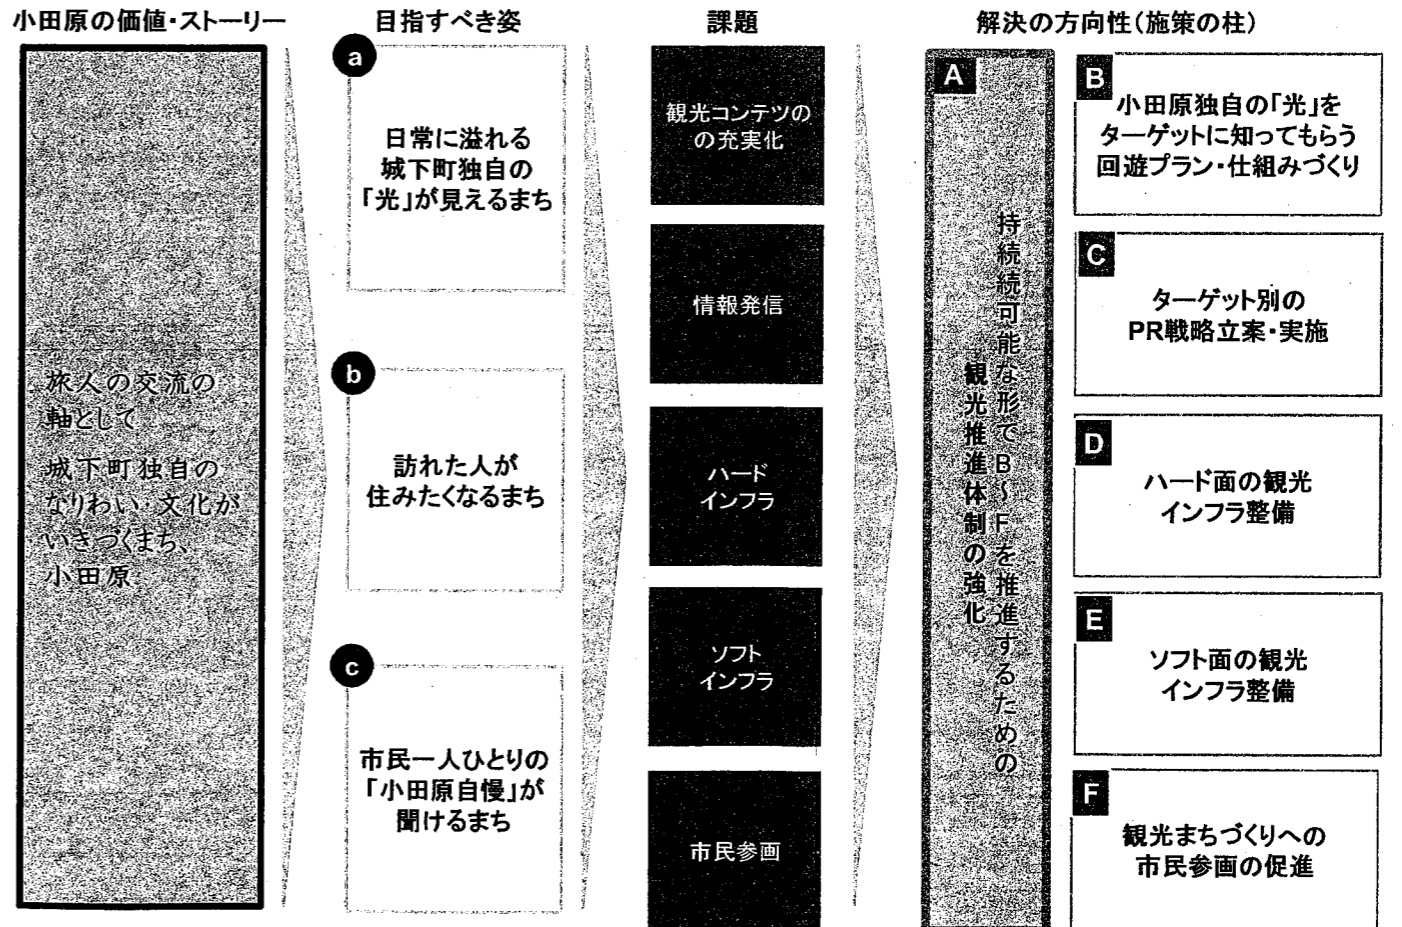 小田原の価値・ストーリー
旅人の交流の
軸として
城下町独自の
なりわい・文化が
いきづくまち、
小田原
目指すべき姿
a
日常に溢れる
城下町独自の
「光」が見えるまち
b
訪れた人が
住みたくなるまち
c
市民一人ひとりの
「小田原自慢」が
聞けるまち
課題
観光コンテツの
の充実化
情報発信
ハード
インフラ
ソフト
インフラ
市民参画
解決の方向性(施策の柱)
A
持続続可能な形でB~Fを推進するための
観光推進体制の強化
B
小田原独自の「光」を
ターゲットに知ってもらう
回遊プラン・仕組みづくり
C
ターゲット別の
PR戦略立案・実施
D
ハード面の観光
インフラ整備
E
ソフト面の観光
インフラ整備
F
観光まちづくりへの
市民参画の促進